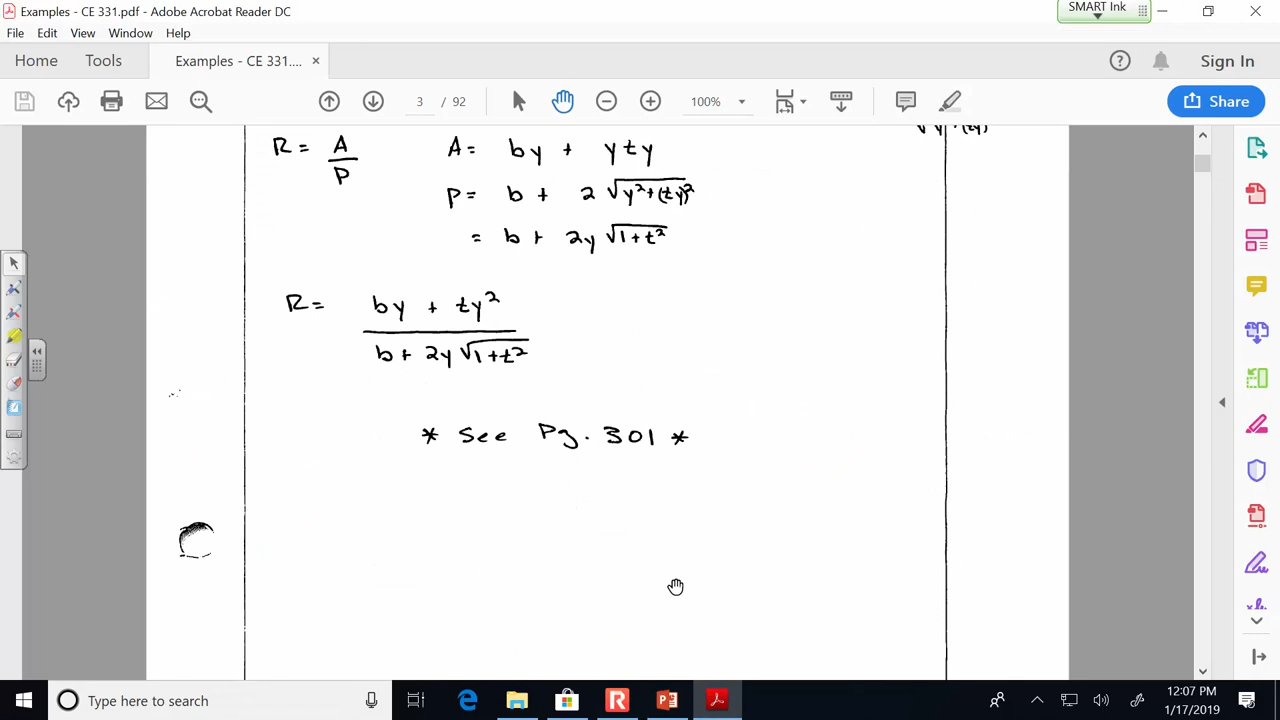 Examples - CE 331.pdf - Adobe Acrobat Reader DC
SMART Ink
File Edit View Window Help
Home Tools Examples - CE 331.... × Sign In
3 / 92 100% Share
R = A/P A = by + yty
P = b + 2 √y²+(ty)²
= b + 2y √1+t²
R = by + ty²
b + 2y √1+t²
* See Pg. 301 *
Type here to search
12:07 PM
1/17/2019